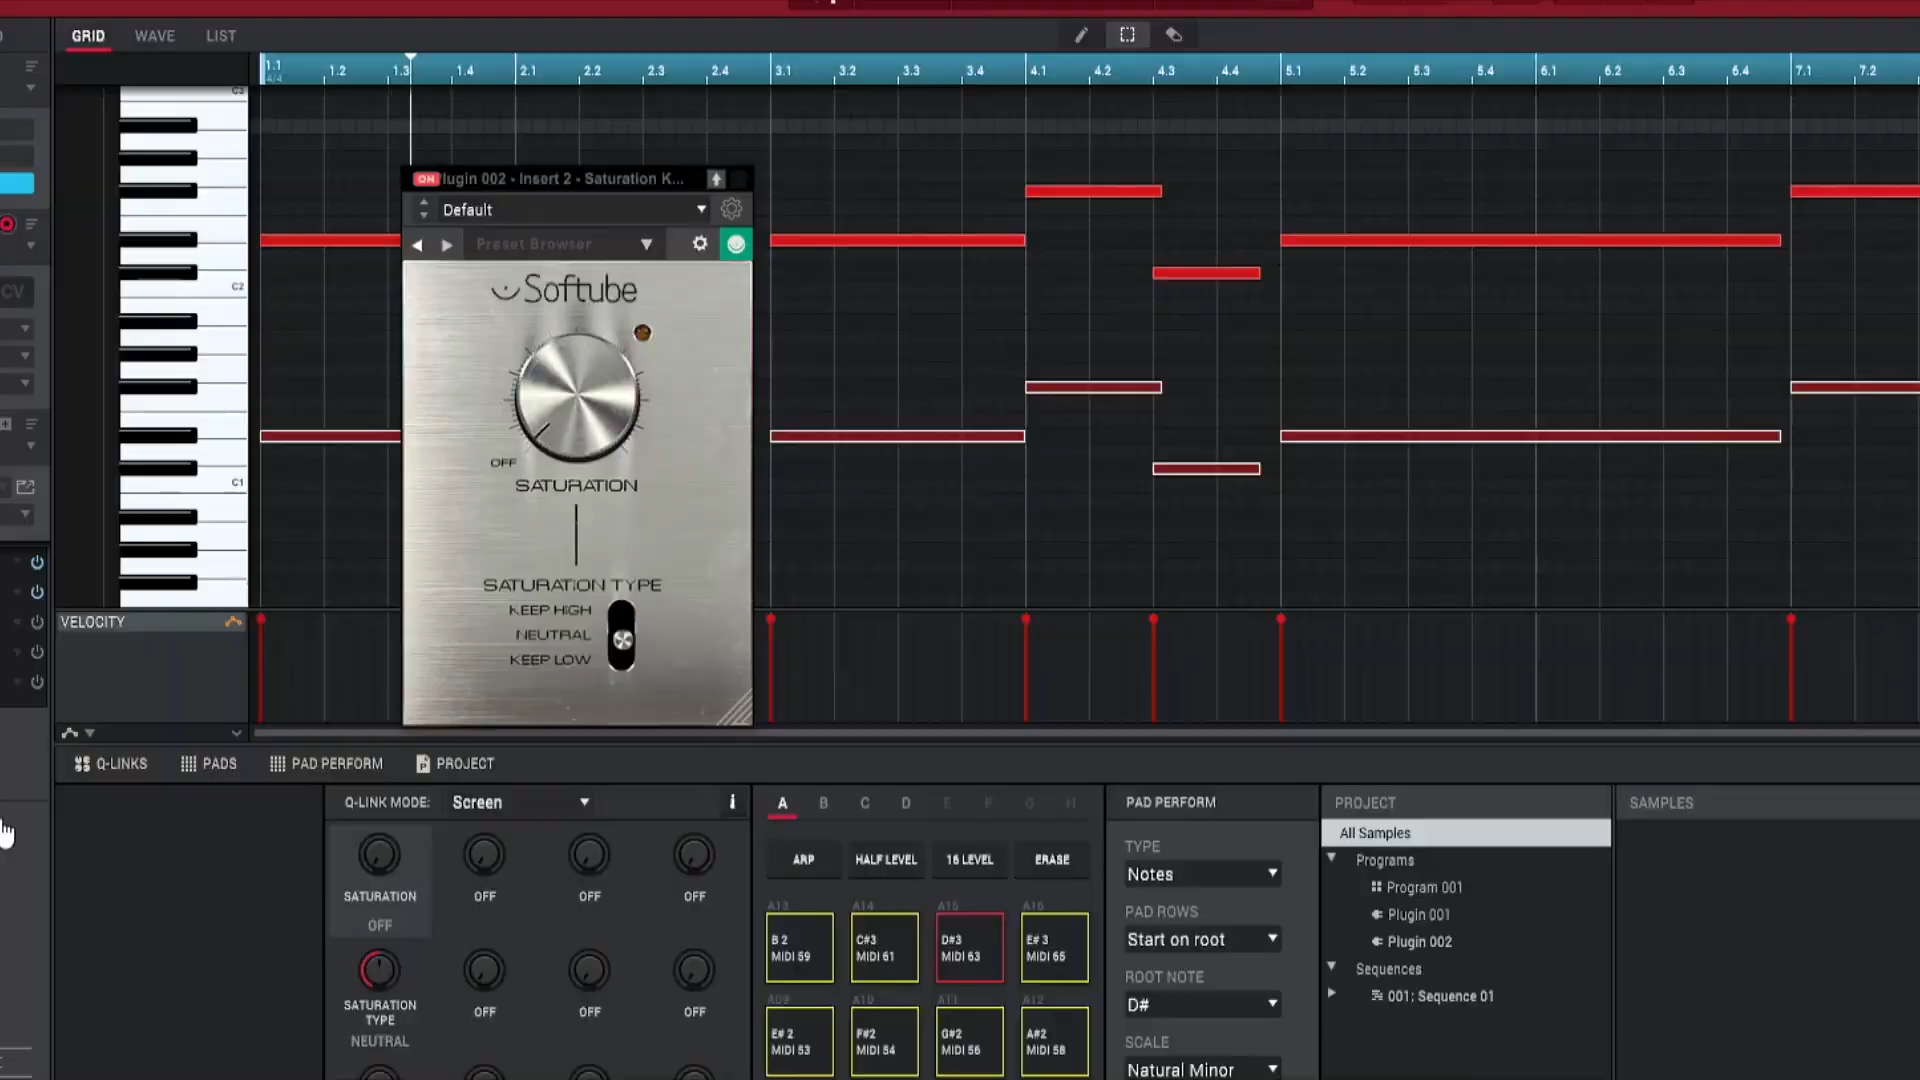 GRID WAVE LIST
1.1 1.2 1.3 1.4 2.1 2.2 2.3 2.4 3.1 3.2 3.3 3.4 4.1 4.2 4.3 4.4 5.1 5.2 5.3 5.4 6.1 6.2 6.3 6.4 7.1 7.2
4/4
C3
ON lugin 002 - Insert 2 - Saturation K...
Default
Preset Browser
Softube
C2
CV
OFF
C1
SATURATION
SATURATION TYPE
KEEP HIGH
NEUTRAL
KEEP LOW
VELOCITY
Q-LINKS PADS PAD PERFORM PROJECT
Q-LINK MODE: Screen
SATURATION OFF OFF OFF
OFF
SATURATION TYPE OFF OFF OFF
NEUTRAL
A B C D E F G H
ARP HALF LEVEL 16 LEVEL ERASE
A13 A14 A15 A16
B 2 C#3 D#3 E# 3
MIDI 59 MIDI 61 MIDI 63 MIDI 65
A09 A10 A11 A12
E# 2 F#2 G#2 A#2
MIDI 53 MIDI 54 MIDI 56 MIDI 58
PAD PERFORM
TYPE
Notes
PAD ROWS
Start on root
ROOT NOTE
D#
SCALE
Natural Minor
PROJECT
All Samples
Programs
Program 001
Plugin 001
Plugin 002
Sequences
001: Sequence 01
SAMPLES